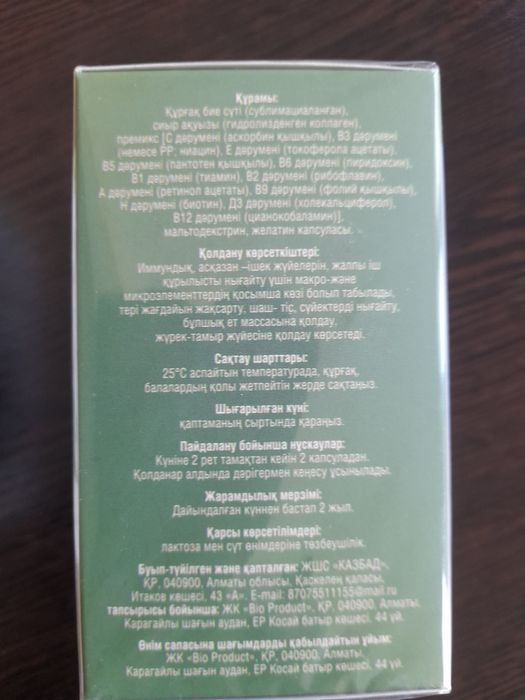 Құрамы:
Құрғақ бие сүті (сублимацияланған),
сиыр ақуызы (гидролизденген коллаген),
премикс [С дәрумені (аскорбин қышқылы), В3 дәрумені
(немесе РР; ниацин), Е дәрумені (токоферола ацетаты),
В5 дәрумені (пантотен қышқылы), В6 дәрумені (пиридоксин),
В1 дәрумені (тиамин), В2 дәрумені (рибофлавин),
А дәрумені (ретинол ацетаты), В9 дәрумені (фолий қышқылы),
Н дәрумені (биотин), Д3 дәрумені (холекальциферол),
В12 дәрумені (цианокобаламин)],
мальтодекстрин, желатин капсуласы.
Қолдану көрсеткіштері:
Иммундық, асқазан –ішек жүйелерін, жалпы іш
құрылысты нығайту үшін макро-және
микроэлементтердің қосымша көзі болып табылады,
тері жағдайын жақсарту, шаш- тіс, сүйектерді нығайту,
бұлшық ет массасына қолдау,
жүрек-тамыр жүйесіне қолдау көрсетеді.
Сақтау шарттары:
25°С аспайтын температурада, құрғақ,
балалардың қолы жетпейтін жерде сақтаңыз.
Шығарылған күні:
қаптаманың сыртында қараңыз.
Пайдалану бойынша нұсқаулар:
Күніне 2 рет тамақтан кейін 2 капсуладан.
Қолданар алдында дәрігермен кеңесу ұсынылады.
Жарамдылық мерзімі:
Дайындалған күннен бастап 2 жыл.
Қарсы көрсетілімдері:
лактоза мен сүт өнімдеріне төзбеушілік.
Буып-түйілген және қапталған: ЖШС «КАЗБАД»,
ҚР, 040900, Алматы облысы, Қаскелең қаласы,
Итаков көшесі, 43 «А». E-mail: 87075511155@mail.ru
тапсырысы бойынша: ЖК «Bio Product», ҚР, 040900, Алматы,
Карагайлы шағын аудан, ЕР Косай батыр көшесі, 44 үй.
Өнім сапасына шағымдарды қабылдайтын ұйым:
ЖК «Bio Product», ҚР, 040900, Алматы,
Карагайлы шағын аудан, ЕР Косай батыр көшесі, 44 үй.